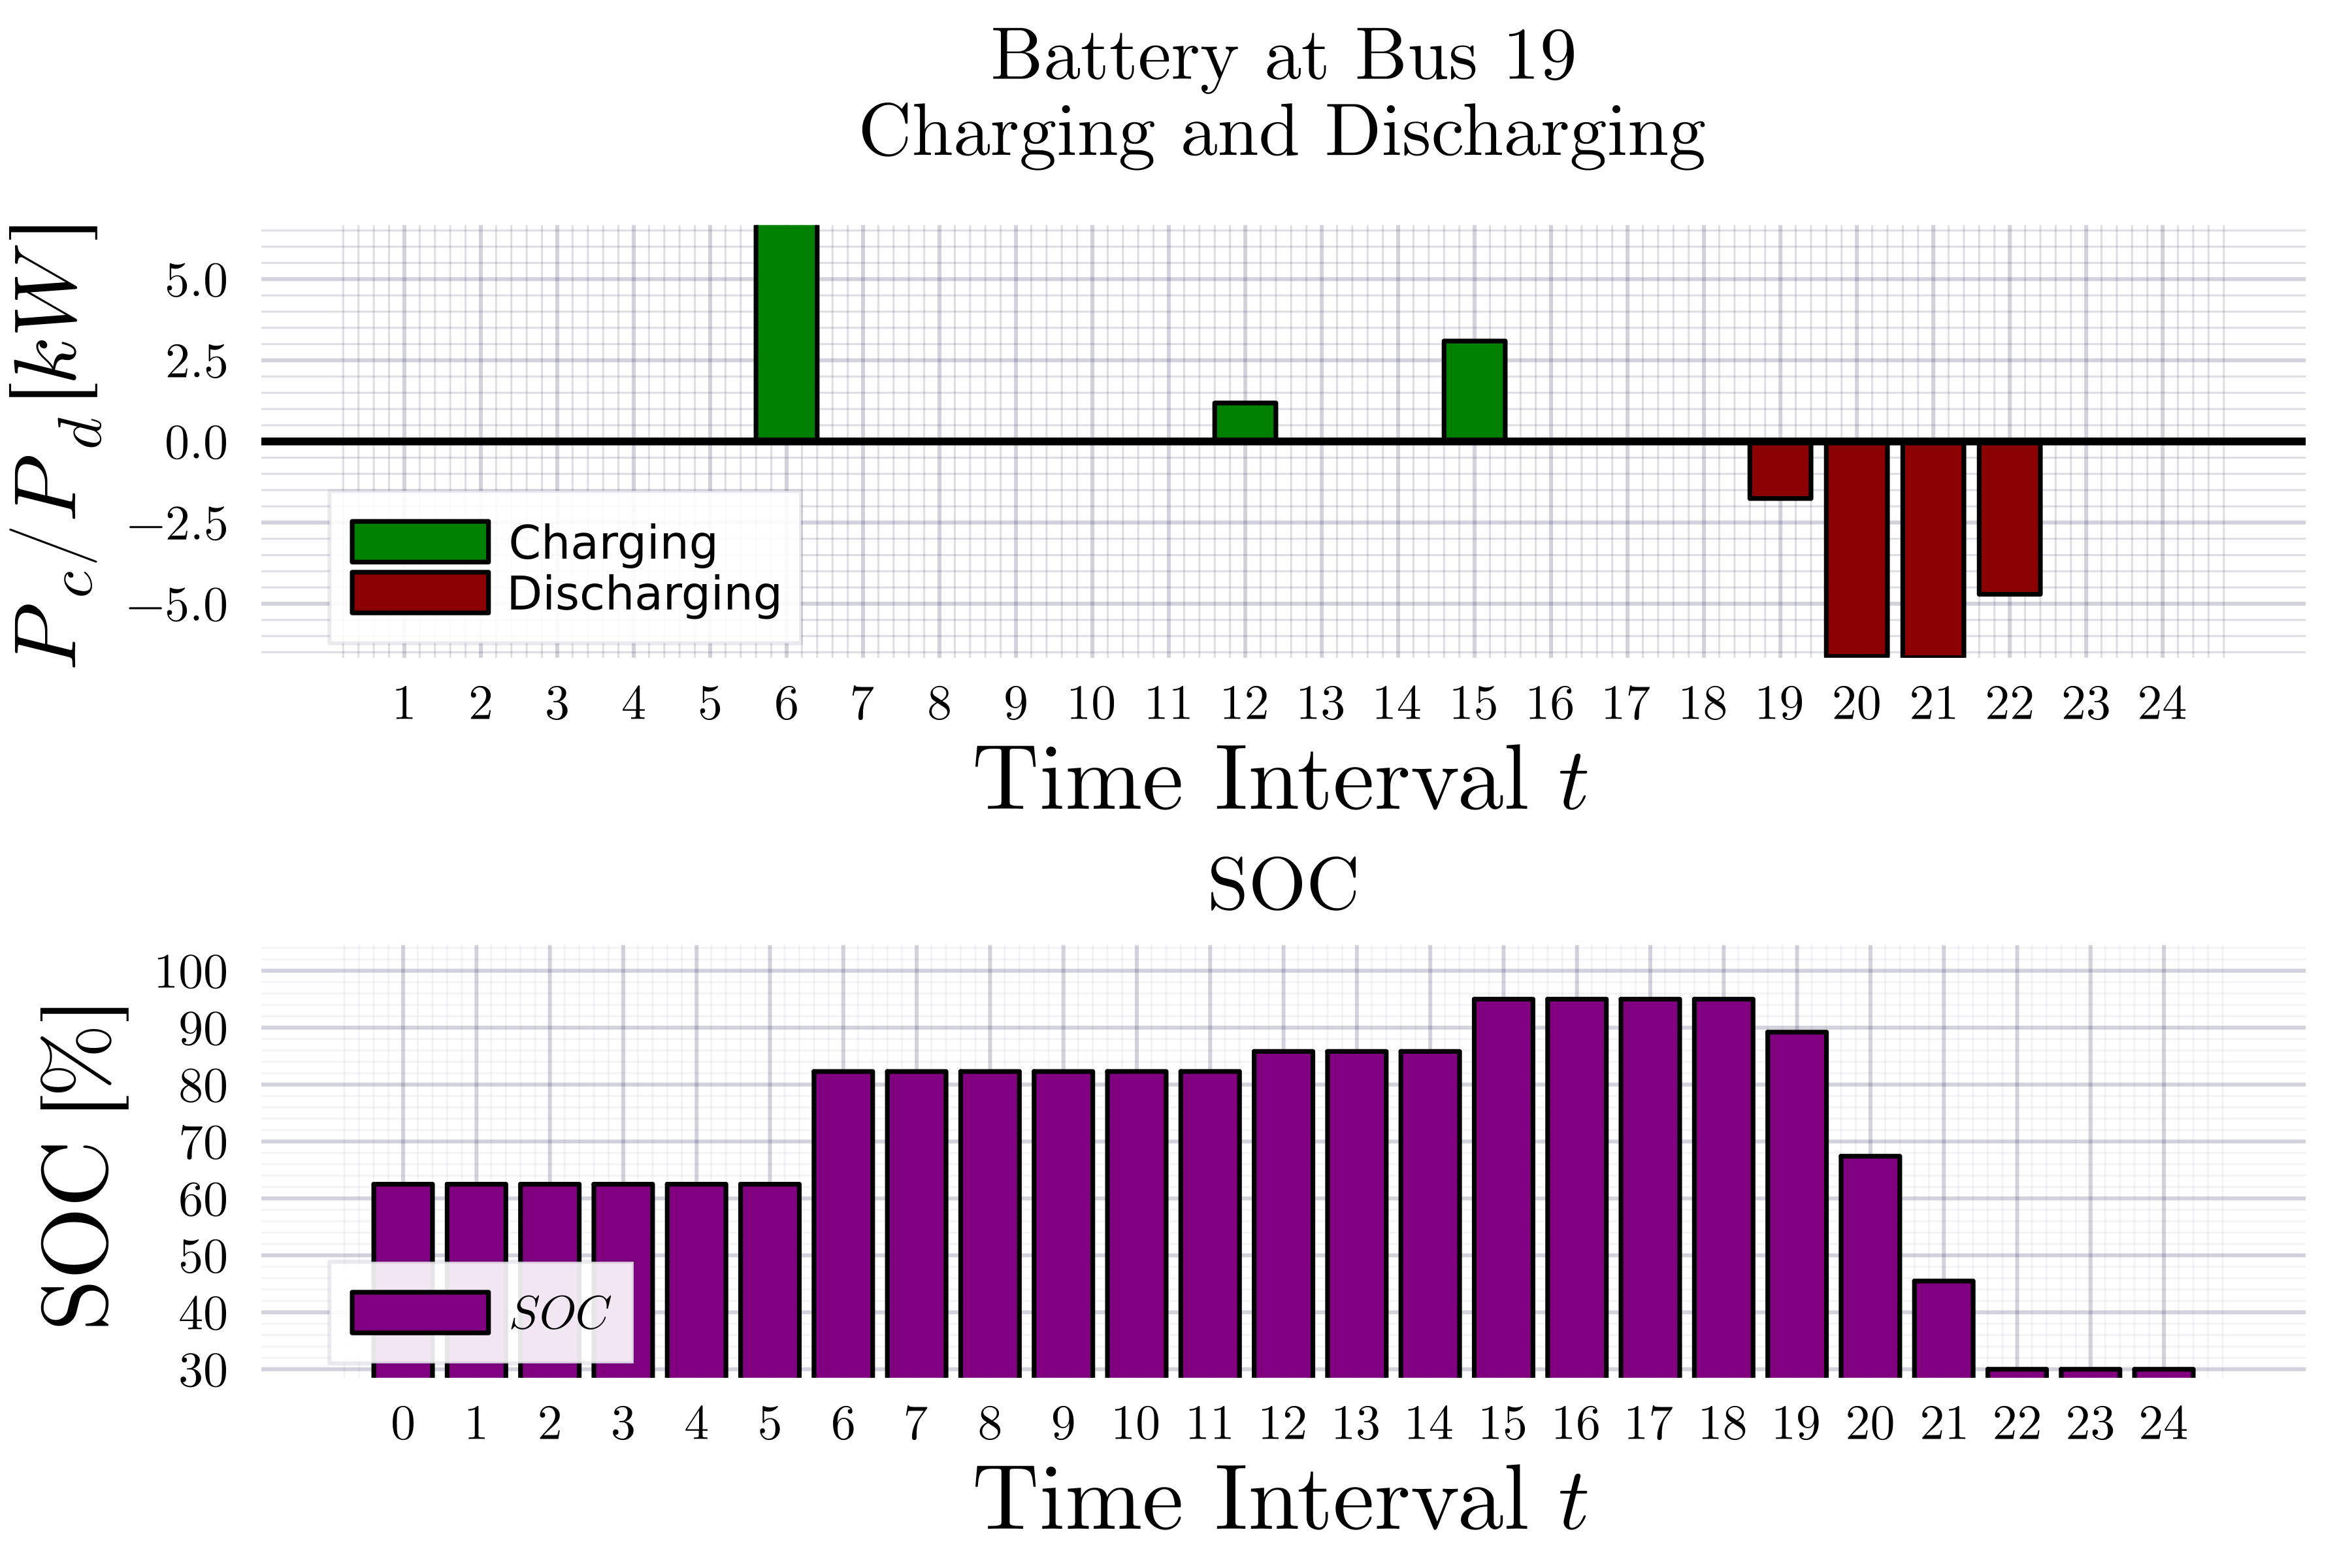 Battery at Bus 19
Charging and Discharging
P_c/P_d [kW]
5.0
2.5
0.0
−2.5
−5.0
Charging
Discharging
1 2 3 4 5 6 7 8 9 10 11 12 13 14 15 16 17 18 19 20 21 22 23 24
Time Interval t
SOC
SOC [%]
100
90
80
70
60
50
40
30
SOC
0 1 2 3 4 5 6 7 8 9 10 11 12 13 14 15 16 17 18 19 20 21 22 23 24
Time Interval t